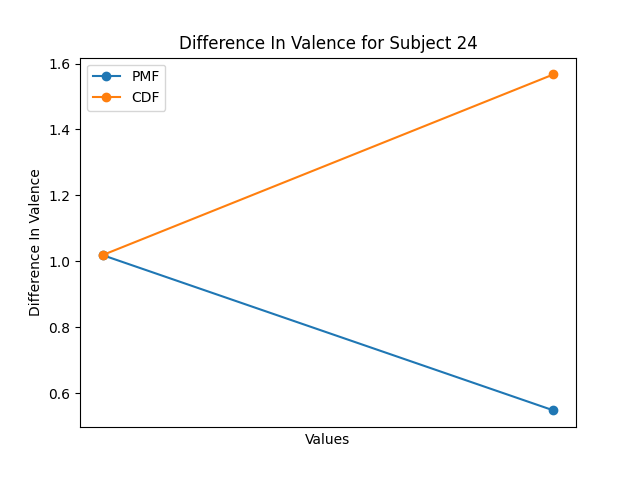 Difference In Valence for Subject 24
PMF
CDF
1.6
1.4
1.2
1.0
0.8
0.6
Difference In Valence
Values